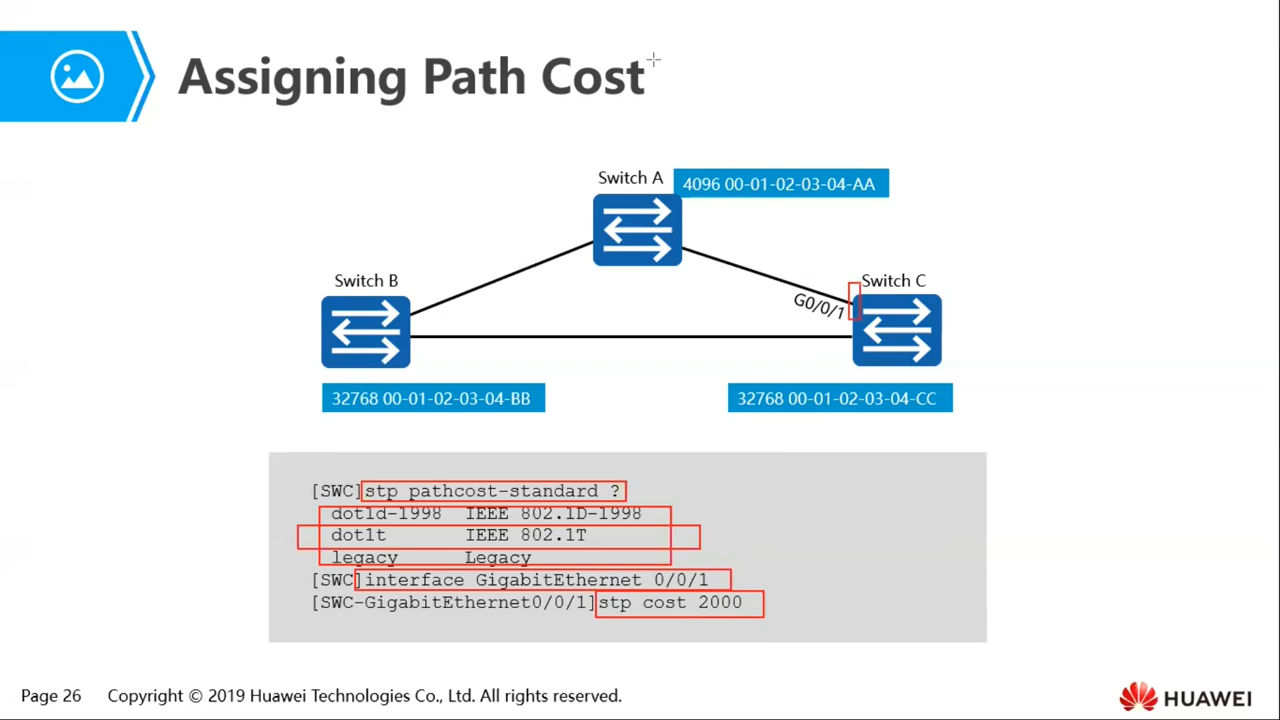 Assigning Path Cost
Switch A
4096 00-01-02-03-04-AA
Switch B
Switch C
G0/0/1
32768 00-01-02-03-04-BB
32768 00-01-02-03-04-CC
[SWC]stp pathcost-standard ?
dot1d-1998 IEEE 802.1D-1998
dot1t IEEE 802.1T
legacy Legacy
[SWC]interface GigabitEthernet 0/0/1
[SWC-GigabitEthernet0/0/1]stp cost 2000
Page 26 Copyright © 2019 Huawei Technologies Co., Ltd. All rights reserved.
HUAWEI